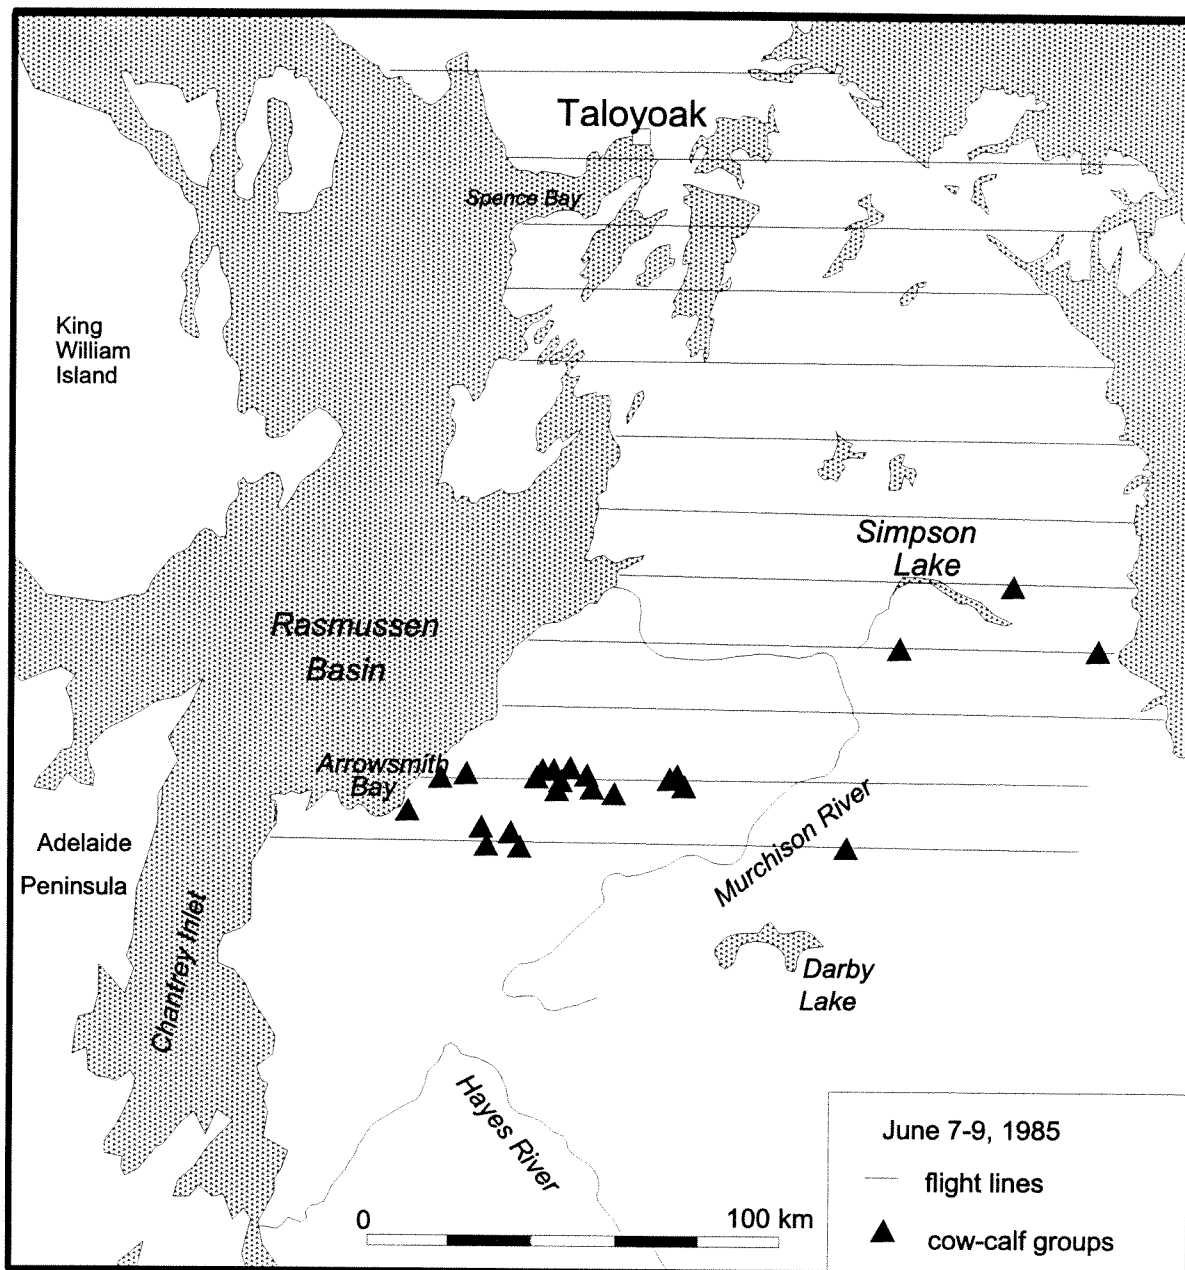 Taloyoak
Spence Bay
King
William
Island
Simpson
Lake
Rasmussen
Basin
Arrowsmith
Bay
Murchison River
Adelaide
Peninsula
Chantrey Inlet
Darby
Lake
Hayes River
0 100 km
June 7-9, 1985
flight lines
cow-calf groups